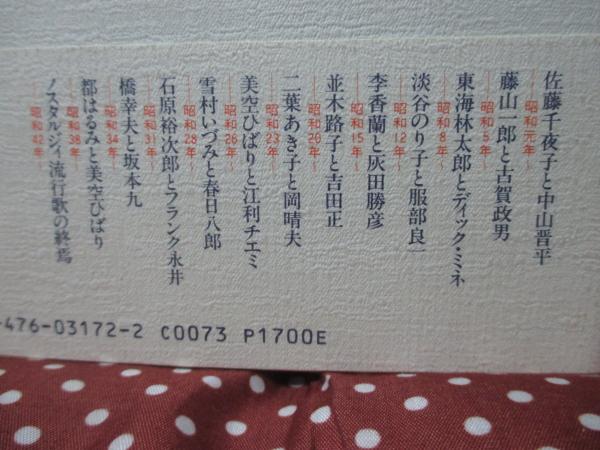 佐藤千夜子と中山晋平
―昭和元年―
藤山一郎と古賀政男
―昭和5年―
東海林太郎とディック・ミネ
―昭和8年―
淡谷のり子と服部良一
―昭和12年―
李香蘭と灰田勝彦
―昭和15年―
並木路子と吉田正
―昭和20年―
二葉あき子と岡晴夫
―昭和23年―
美空ひばりと江利チエミ
―昭和26年―
雪村いづみと春日八郎
―昭和28年―
石原裕次郎とフランク永井
―昭和31年―
橋幸夫と坂本九
―昭和34年―
都はるみと美空ひばり
―昭和38年―
ノスタルジイ流行歌の終焉
―昭和42年―
-476-03172-2 C0073 P1700E